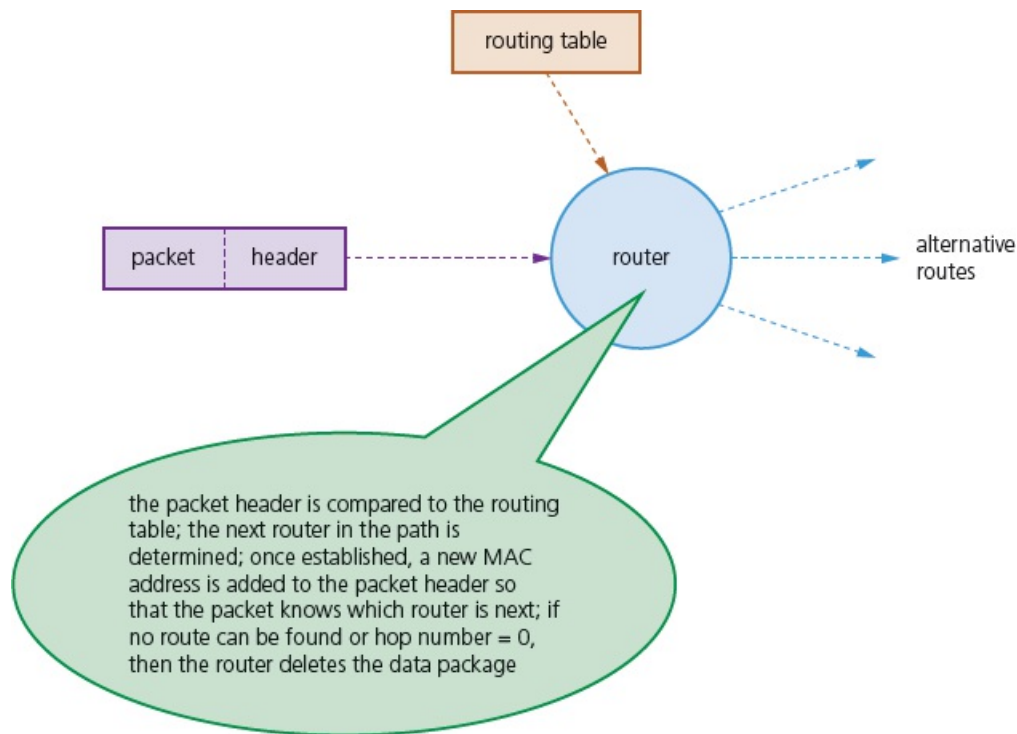 routing table
packet
header
router
alternative
routes
the packet header is compared to the routing
table; the next router in the path is
determined; once established, a new MAC
address is added to the packet header so
that the packet knows which router is next; if
no route can be found or hop number = 0,
then the router deletes the data package